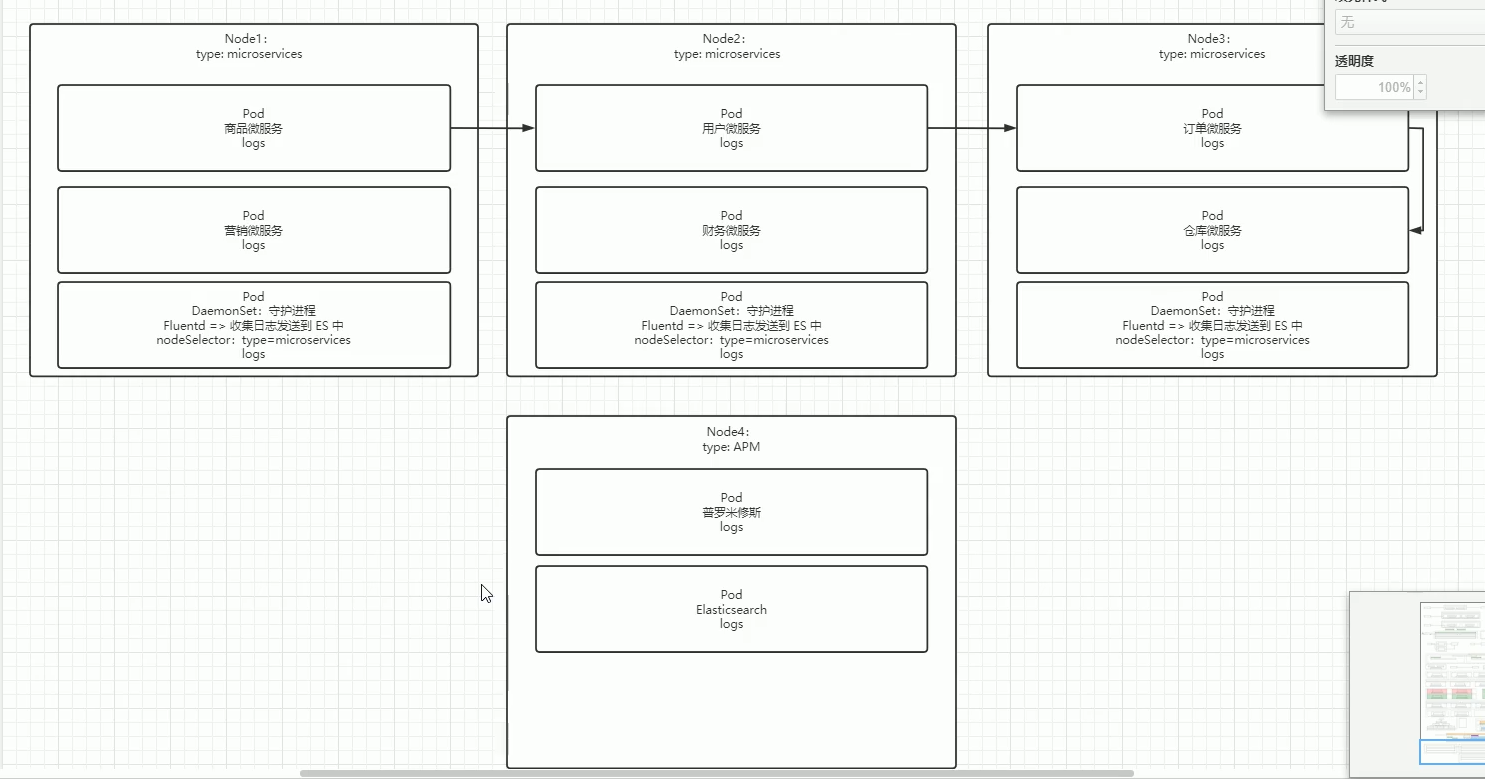 无
透明度
100%
Node1:
type: microservices
Pod
商品微服务
logs
Pod
营销微服务
logs
Pod
DaemonSet：守护进程
Fluentd => 收集日志发送到 ES 中
nodeSelector：type=microservices
logs
Node2:
type: microservices
Pod
用户微服务
logs
Pod
财务微服务
logs
Pod
DaemonSet：守护进程
Fluentd => 收集日志发送到 ES 中
nodeSelector：type=microservices
logs
Node3:
type: microservices
Pod
订单微服务
logs
Pod
仓库微服务
logs
Pod
DaemonSet：守护进程
Fluentd => 收集日志发送到 ES 中
nodeSelector：type=microservices
logs
Node4:
type: APM
Pod
普罗米修斯
logs
Pod
Elasticsearch
logs